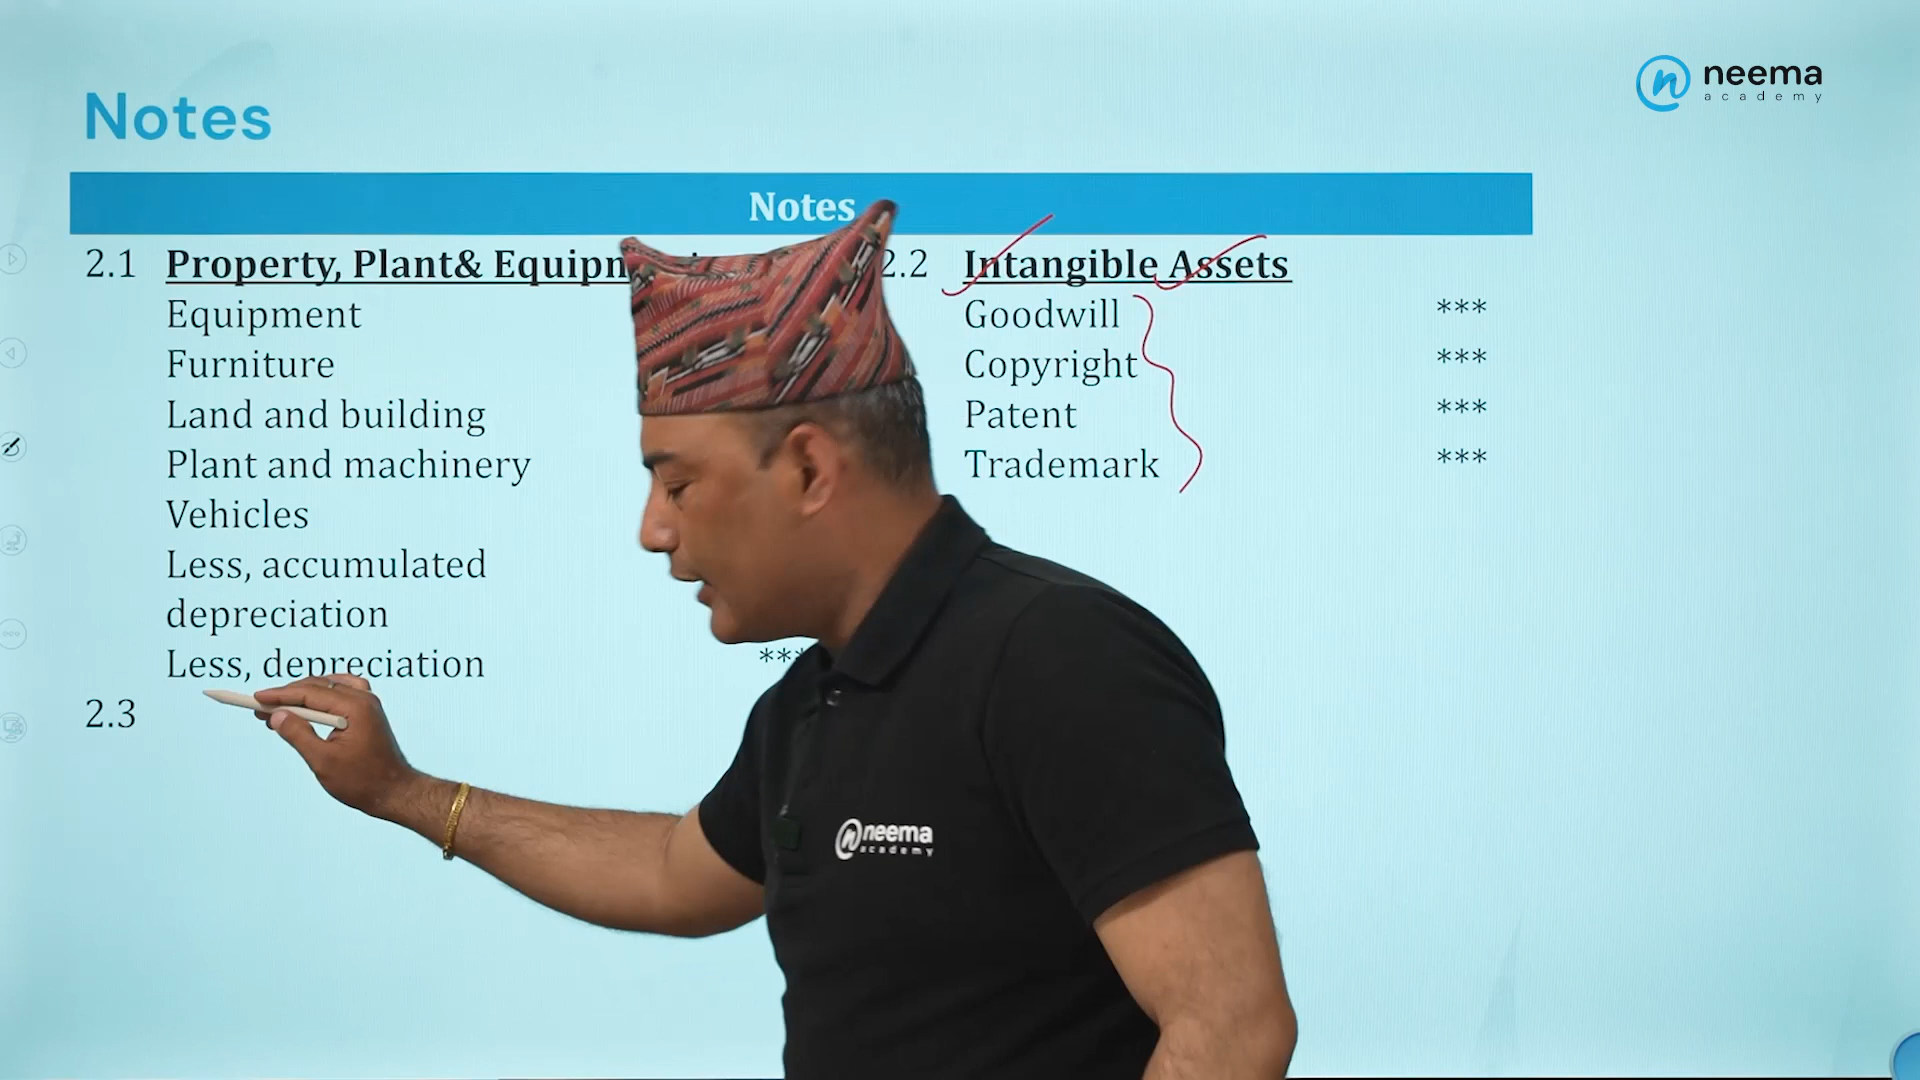 neema
academy
Notes
Notes
2.1 Property, Plant& Equipm
Equipment
Furniture
Land and building
Plant and machinery
Vehicles
Less, accumulated
depreciation
Less, depreciation ***
2.3
2.2 Intangible Assets
Goodwill ***
Copyright ***
Patent ***
Trademark ***
neema
academy